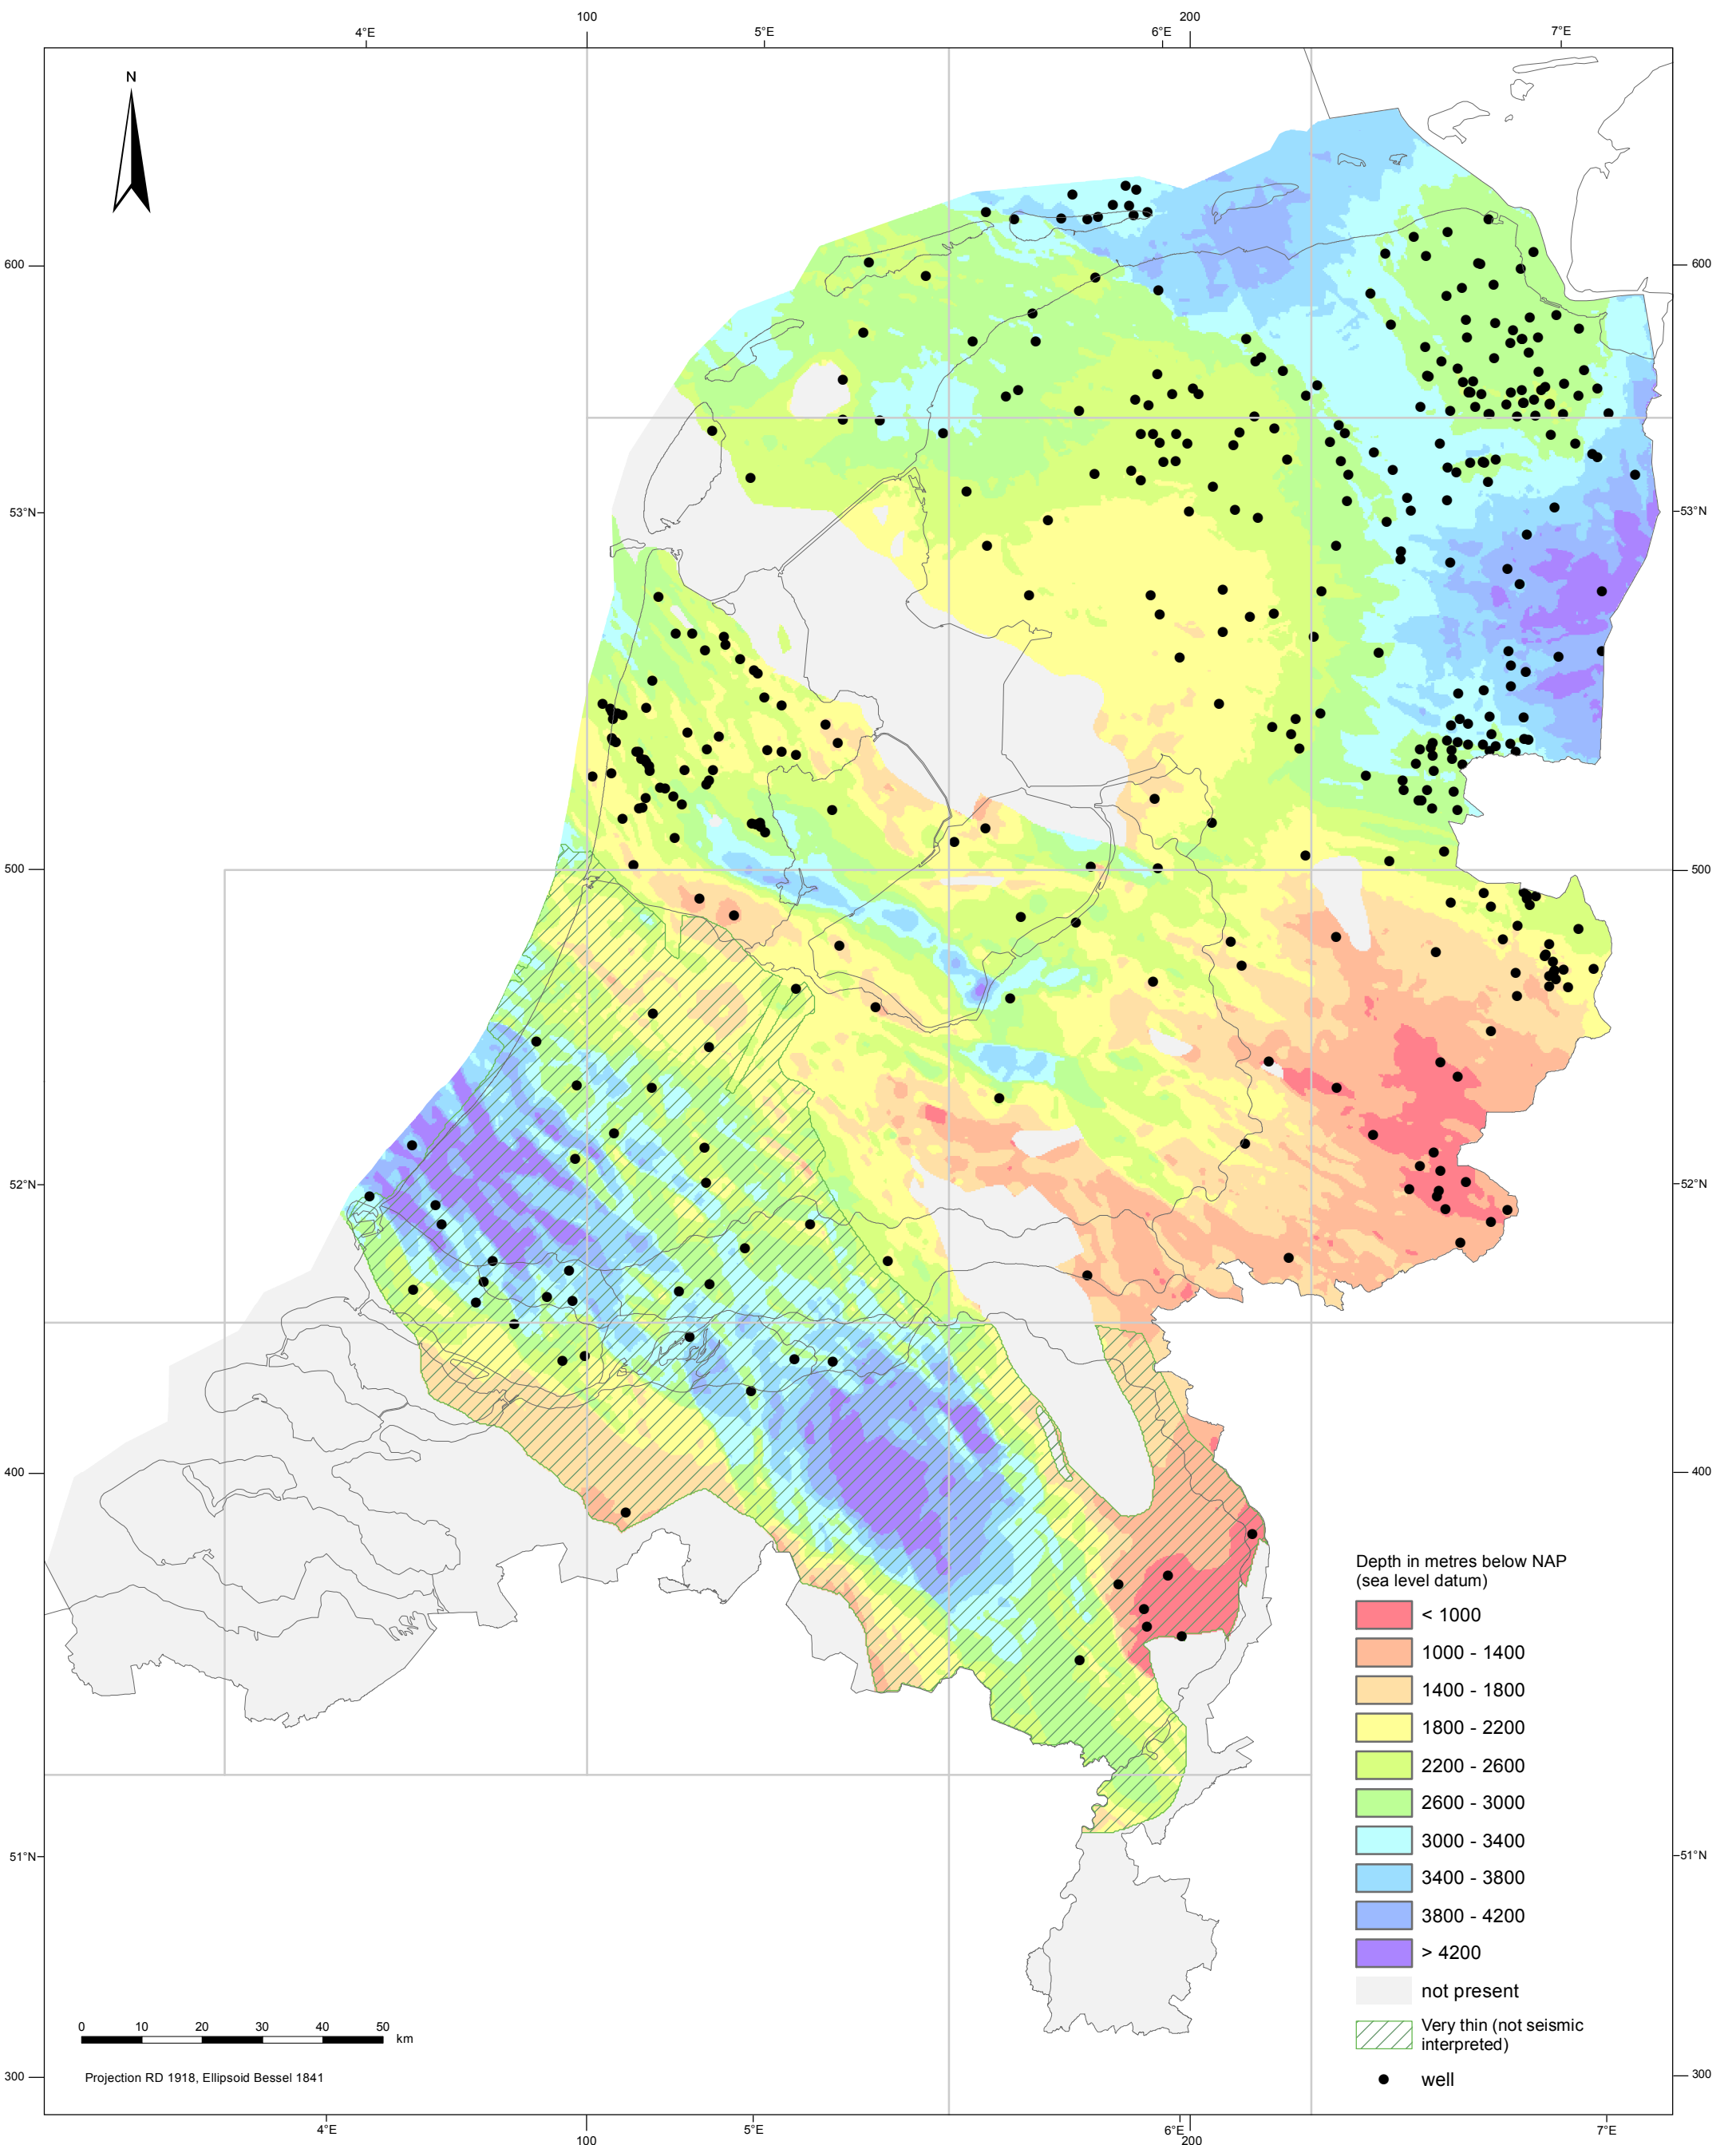 100
200
4°E
5°E
6°E
7°E
N
600
600
53°N
53°N
500
500
52°N
52°N
400
400
Depth in metres below NAP
(sea level datum)
< 1000
1000 - 1400
1400 - 1800
1800 - 2200
2200 - 2600
2600 - 3000
3000 - 3400
3400 - 3800
3800 - 4200
> 4200
not present
Very thin (not seismic
interpreted)
well
51°N
51°N
0 10 20 30 40 50
km
Projection RD 1918, Ellipsoid Bessel 1841
300
300
4°E
5°E
6°E
7°E
100
200